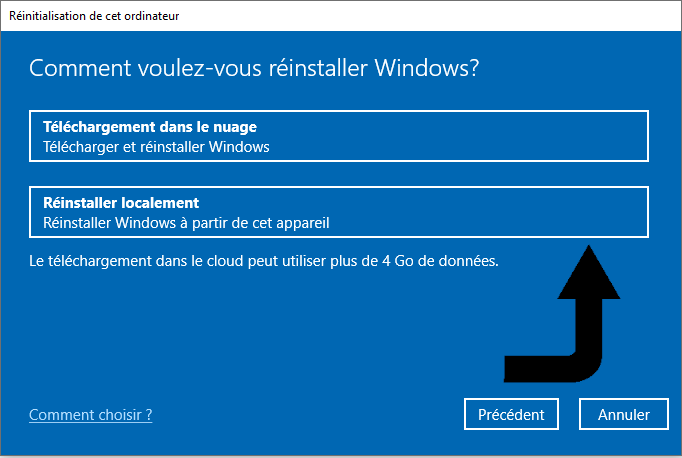 Réinitialisation de cet ordinateur
Comment voulez-vous réinstaller Windows?
Téléchargement dans le nuage
Télécharger et réinstaller Windows
Réinstaller localement
Réinstaller Windows à partir de cet appareil
Le téléchargement dans le cloud peut utiliser plus de 4 Go de données.
Comment choisir ?
Précédent
Annuler